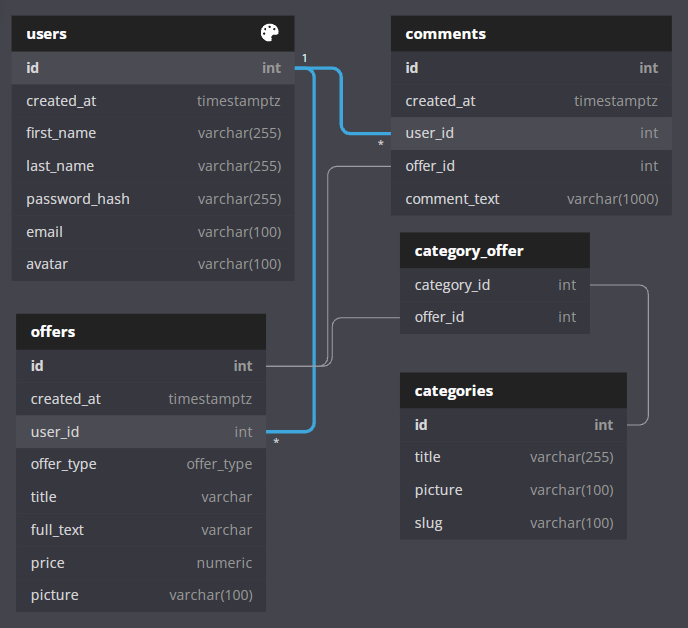 users
id int
created_at timestamptz
first_name varchar(255)
last_name varchar(255)
password_hash varchar(255)
email varchar(100)
avatar varchar(100)
1
*
comments
id int
created_at timestamptz
user_id int
offer_id int
comment_text varchar(1000)
category_offer
category_id int
offer_id int
offers
id int
created_at timestamptz
user_id int
*
offer_type offer_type
title varchar
full_text varchar
price numeric
picture varchar(100)
categories
id int
title varchar(255)
picture varchar(100)
slug varchar(100)